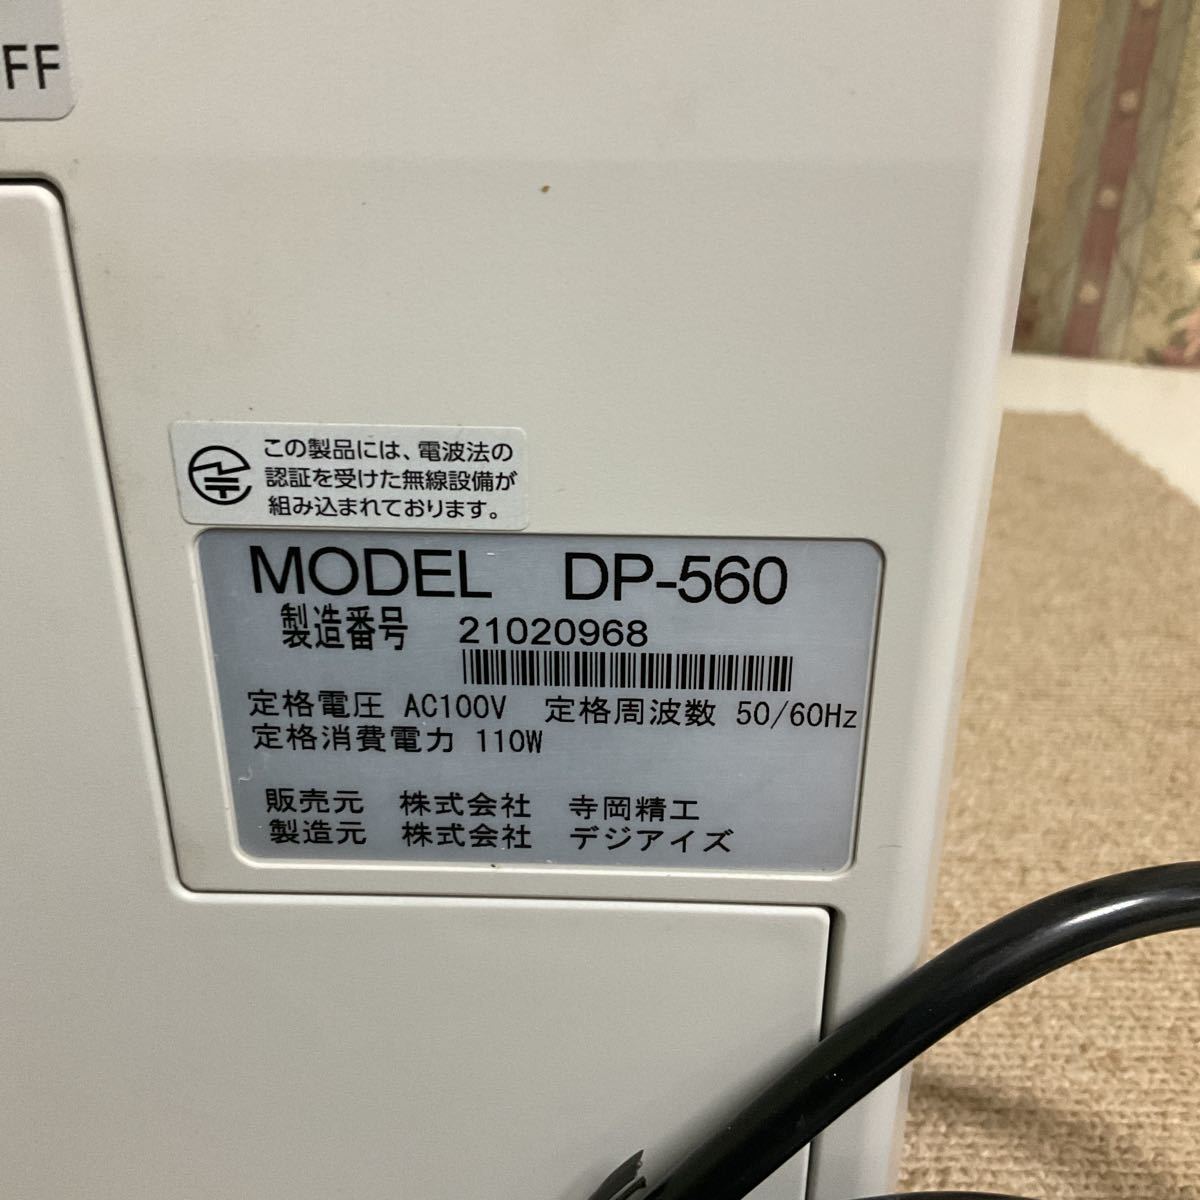 FF
この製品には、電波法の
認証を受けた無線設備が
組み込まれております。
MODEL DP-560
製造番号 21020968
定格電圧 AC100V 定格周波数 50/60Hz
定格消費電力 110W
販売元 株式会社 寺岡精工
製造元 株式会社 デジアイズ